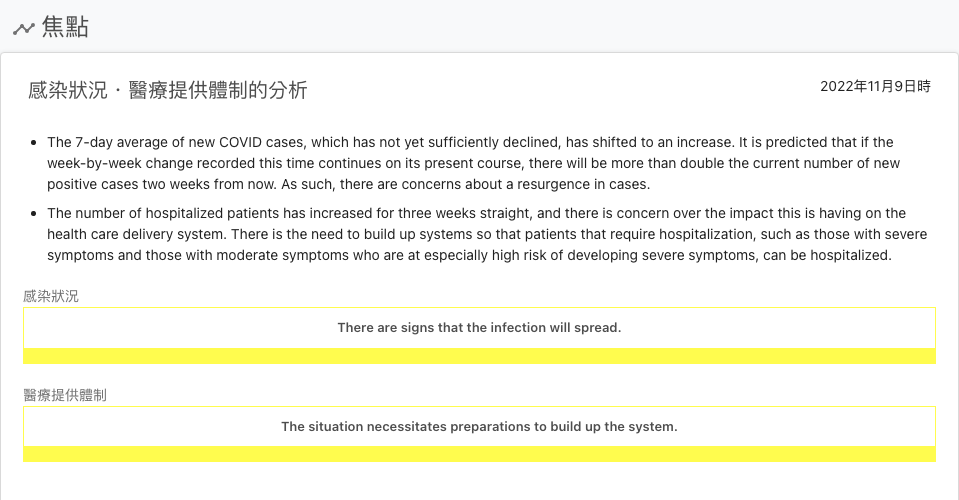 焦點
感染狀況・醫療提供體制的分析
2022年11月9日時
• The 7-day average of new COVID cases, which has not yet sufficiently declined, has shifted to an increase. It is predicted that if the
week-by-week change recorded this time continues on its present course, there will be more than double the current number of new
positive cases two weeks from now. As such, there are concerns about a resurgence in cases.
• The number of hospitalized patients has increased for three weeks straight, and there is concern over the impact this is having on the
health care delivery system. There is the need to build up systems so that patients that require hospitalization, such as those with severe
symptoms and those with moderate symptoms who are at especially high risk of developing severe symptoms, can be hospitalized.
感染狀況
There are signs that the infection will spread.
醫療提供體制
The situation necessitates preparations to build up the system.